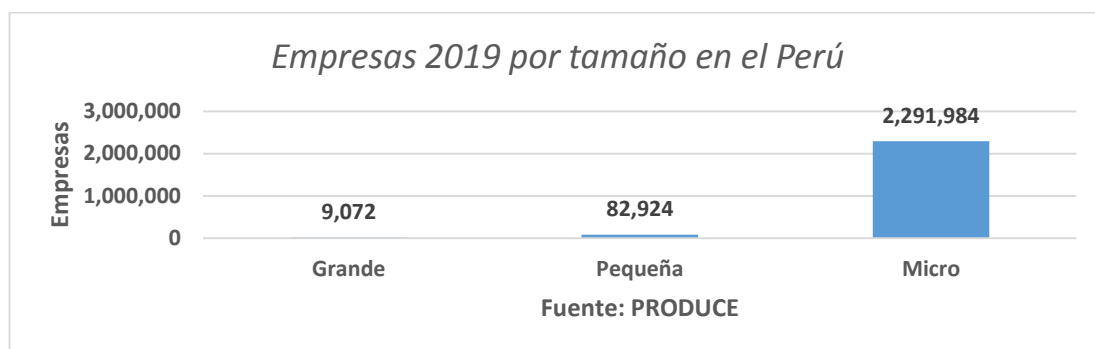 Empresas 2019 por tamaño en el Perú
Empresas
3,000,000
2,000,000
1,000,000
0
9,072
82,924
2,291,984
Grande
Pequeña
Micro
Fuente: PRODUCE